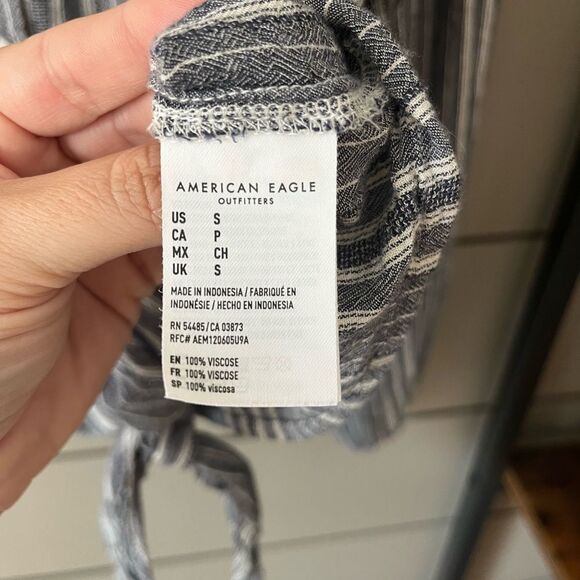 AMERICAN EAGLE
OUTFITTERS
US S
CA P
MX CH
UK S
MADE IN INDONESIA / FABRIQUÉ EN
INDONÉSIE / HECHO EN INDONESIA
RN 54485/CA 03873
RFC# AEM120605U9A
EN 100% VISCOSE
FR 100% VISCOSE
SP 100% viscosa